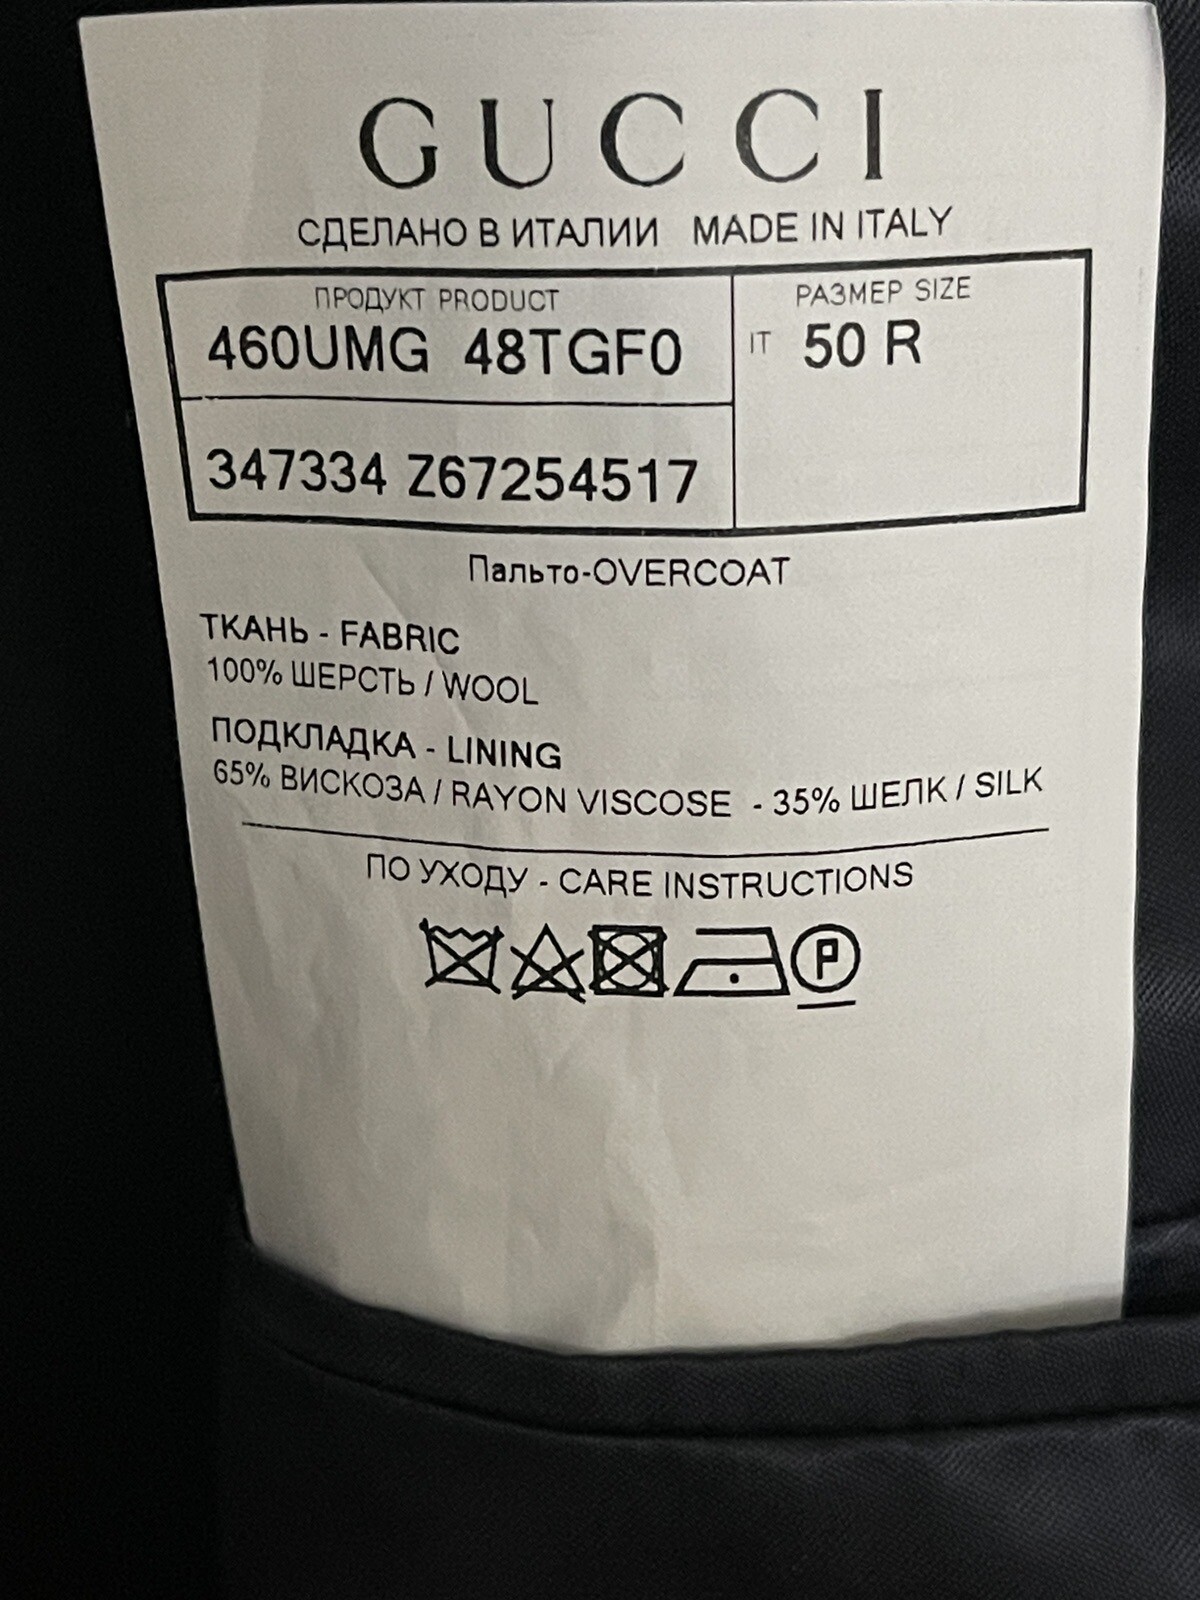 GUCCI
СДЕЛАНО В ИТАЛИИ MADE IN ITALY
ПРОДУКТ PRODUCT
460UMG 48TGF0
347334 Z67254517
РАЗМЕР SIZE
IT 50 R
Пальто-OVERCOAT
ТКАНЬ - FABRIC
100% ШЕРСТЬ / WOOL
ПОДКЛАДКА - LINING
65% ВИСКОЗА / RAYON VISCOSE - 35% ШЕЛК / SILK
ПО УХОДУ - CARE INSTRUCTIONS
P